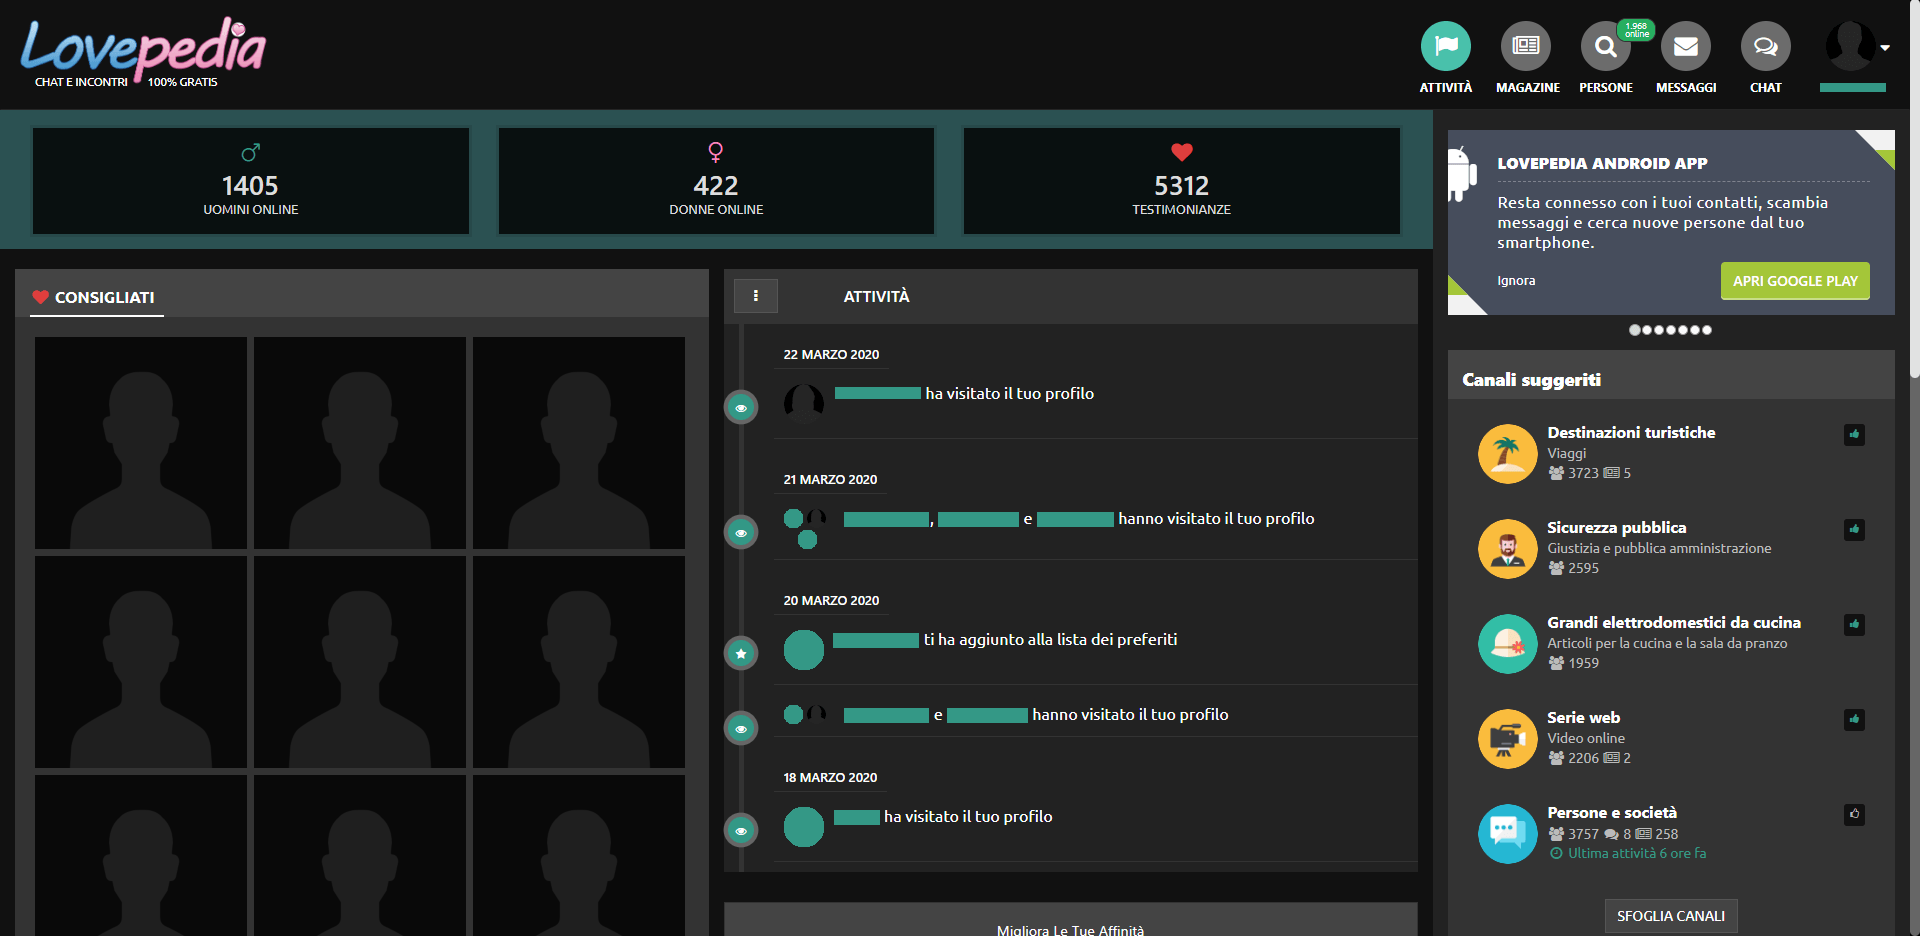 Lovepedia
CHAT E INCONTRI 100% GRATIS
ATTIVITÀ
MAGAZINE
1.968
online
PERSONE
MESSAGGI
CHAT
1405
UOMINI ONLINE
422
DONNE ONLINE
5312
TESTIMONIANZE
CONSIGLIATI
ATTIVITÀ
22 MARZO 2020
ha visitato il tuo profilo
21 MARZO 2020
, e hanno visitato il tuo profilo
20 MARZO 2020
ti ha aggiunto alla lista dei preferiti
e hanno visitato il tuo profilo
18 MARZO 2020
ha visitato il tuo profilo
Migliora Le Tue Affinità
LOVEPEDIA ANDROID APP
Resta connesso con i tuoi contatti, scambia
messaggi e cerca nuove persone dal tuo
smartphone.
Ignora
APRI GOOGLE PLAY
Canali suggeriti
Destinazioni turistiche
Viaggi
3723 5
Sicurezza pubblica
Giustizia e pubblica amministrazione
2595
Grandi elettrodomestici da cucina
Articoli per la cucina e la sala da pranzo
1959
Serie web
Video online
2206 2
Persone e società
3757 8 258
Ultima attività 6 ore fa
SFOGLIA CANALI